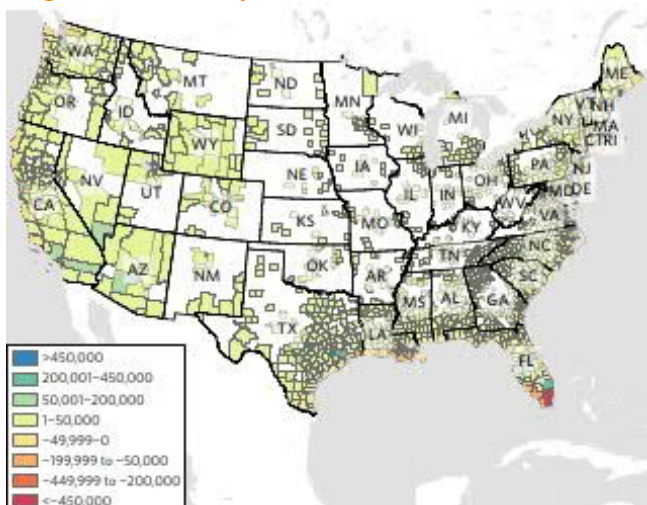 WA
MT
ND
ME
OR
MN
VT
NH
ID
SD
WI
MI
NY
MA
WY
CT
RI
IA
PA
NJ
NE
NV
IL
IN
OH
MD
DE
UT
CO
WV
CA
KS
MO
KY
VA
OK
TN
NC
AZ
NM
AR
SC
MS
AL
GA
TX
LA
FL
>450,000
200,001–450,000
50,001–200,000
1–50,000
−49,999–0
−199,999 to −50,000
−449,999 to −200,000
<−450,000